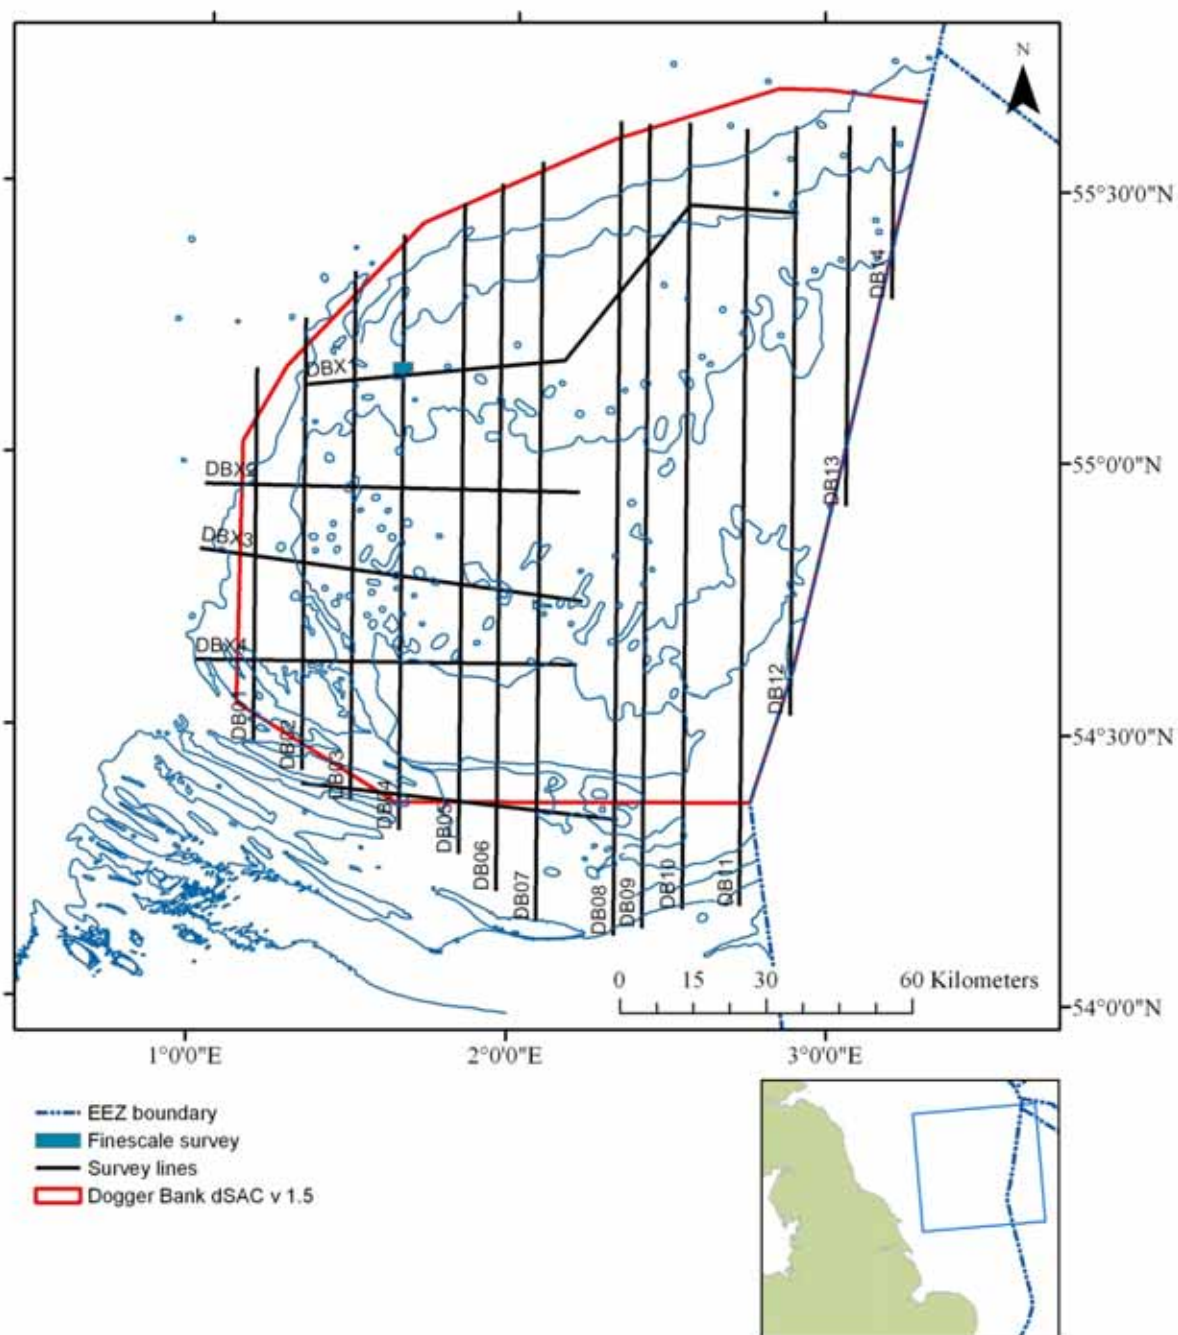 N
55°30'0"N
DB14
DBX1
DB13
55°0'0"N
DBX2
DBX3
DBX4
DB12
DB01
DB02
54°30'0"N
DB03
DB04
DB05
DB06
DB07
DB08
DB09
DB10
DB11
0 15 30 60 Kilometers
54°0'0"N
1°0'0"E 2°0'0"E 3°0'0"E
EEZ boundary
Finescale survey
Survey lines
Dogger Bank dSAC v 1.5